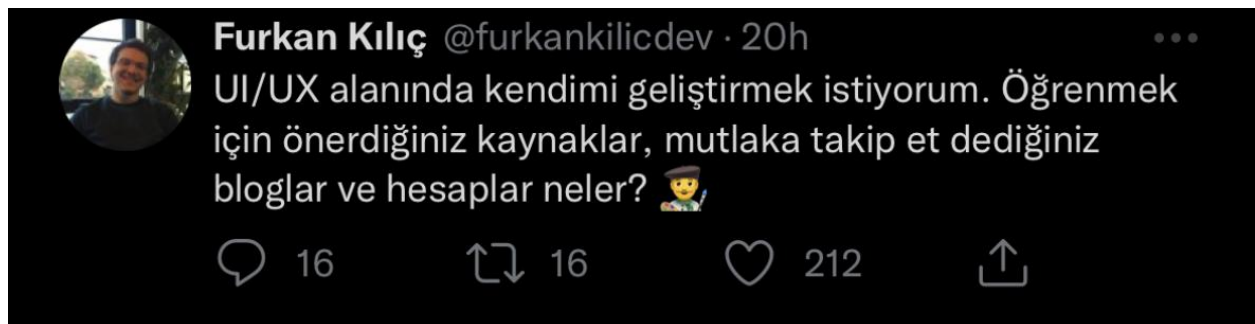 Furkan Kılıç @furkankilicdev · 20h
UI/UX alanında kendimi geliştirmek istiyorum. Öğrenmek
için önerdiğiniz kaynaklar, mutlaka takip et dediğiniz
bloglar ve hesaplar neler? 👨‍🎨
16 16 212